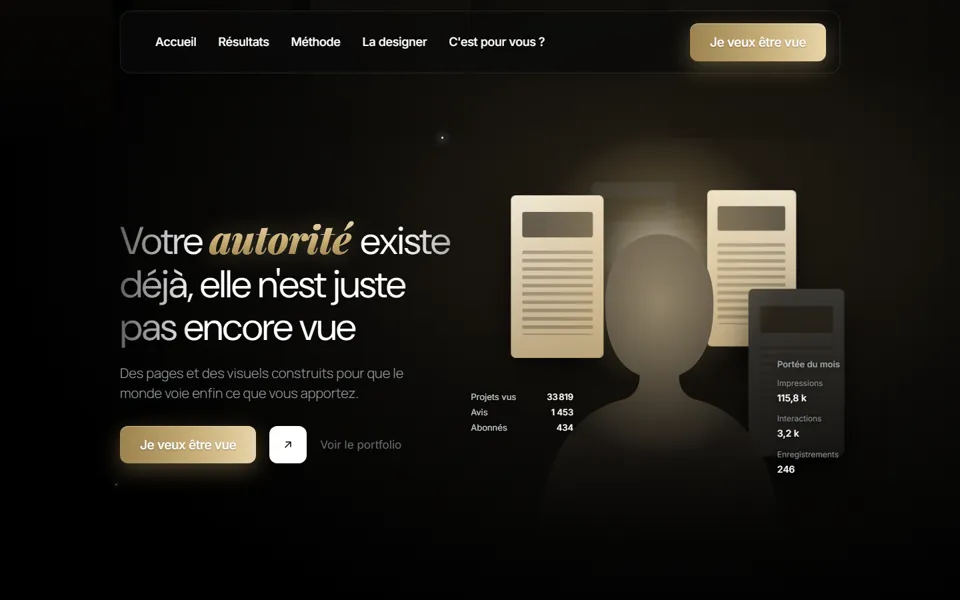 Accueil Résultats Méthode La designer C'est pour vous ? Je veux être vue
Votre autorité existe
déjà, elle n'est juste
pas encore vue
Des pages et des visuels construits pour que le
monde voie enfin ce que vous apportez.
Je veux être vue Voir le portfolio
Projets vus 33 819
Avis 1 453
Abonnés 434
Portée du mois
Impressions
115,8 k
Interactions
3,2 k
Enregistrements
246